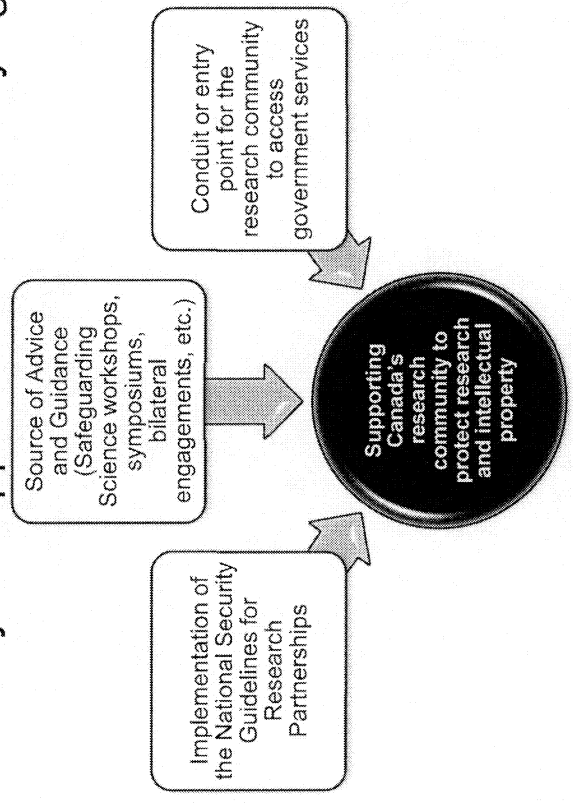 Implementation of
the National Security
Guidelines for
Research
Partnerships
Source of Advice
and Guidance
(Safeguarding
Science workshops,
symposiums,
bilateral
engagements, etc.)
Conduit or entry
point for the
research community
to access
government services
Supporting
Canada's
research
community to
protect research
and intellectual
property